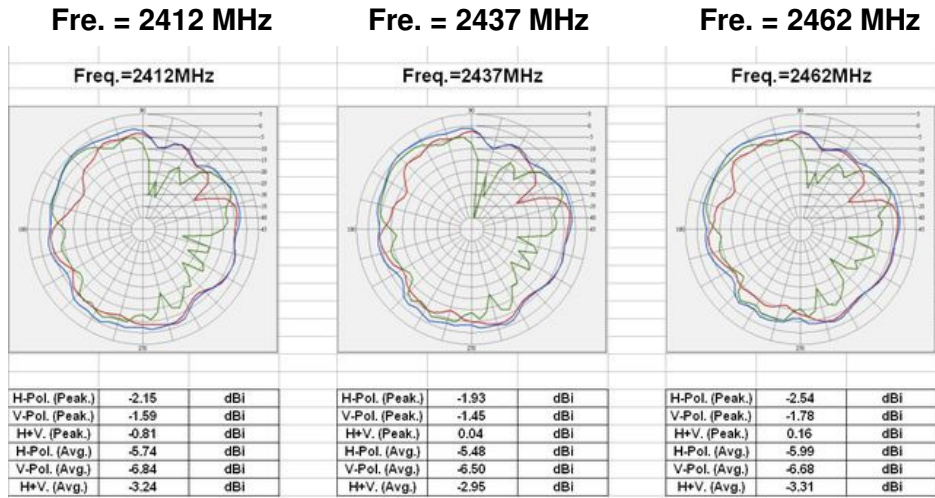 Fre. = 2412 MHz
Fre. = 2437 MHz
Fre. = 2462 MHz
Freq.=2412MHz
Freq.=2437MHz
Freq.=2462MHz
H-Pol. (Peak.) -2.15 dBi
V-Pol. (Peak.) -1.59 dBi
H+V. (Peak.) -0.81 dBi
H-Pol. (Avg.) -5.74 dBi
V-Pol. (Avg.) -6.84 dBi
H+V. (Avg.) -3.24 dBi
H-Pol. (Peak.) -1.93 dBi
V-Pol. (Peak.) -1.45 dBi
H+V. (Peak.) 0.04 dBi
H-Pol. (Avg.) -5.48 dBi
V-Pol. (Avg.) -6.50 dBi
H+V. (Avg.) -2.95 dBi
H-Pol. (Peak.) -2.54 dBi
V-Pol. (Peak.) -1.78 dBi
H+V. (Peak.) 0.16 dBi
H-Pol. (Avg.) -5.99 dBi
V-Pol. (Avg.) -6.68 dBi
H+V. (Avg.) -3.31 dBi